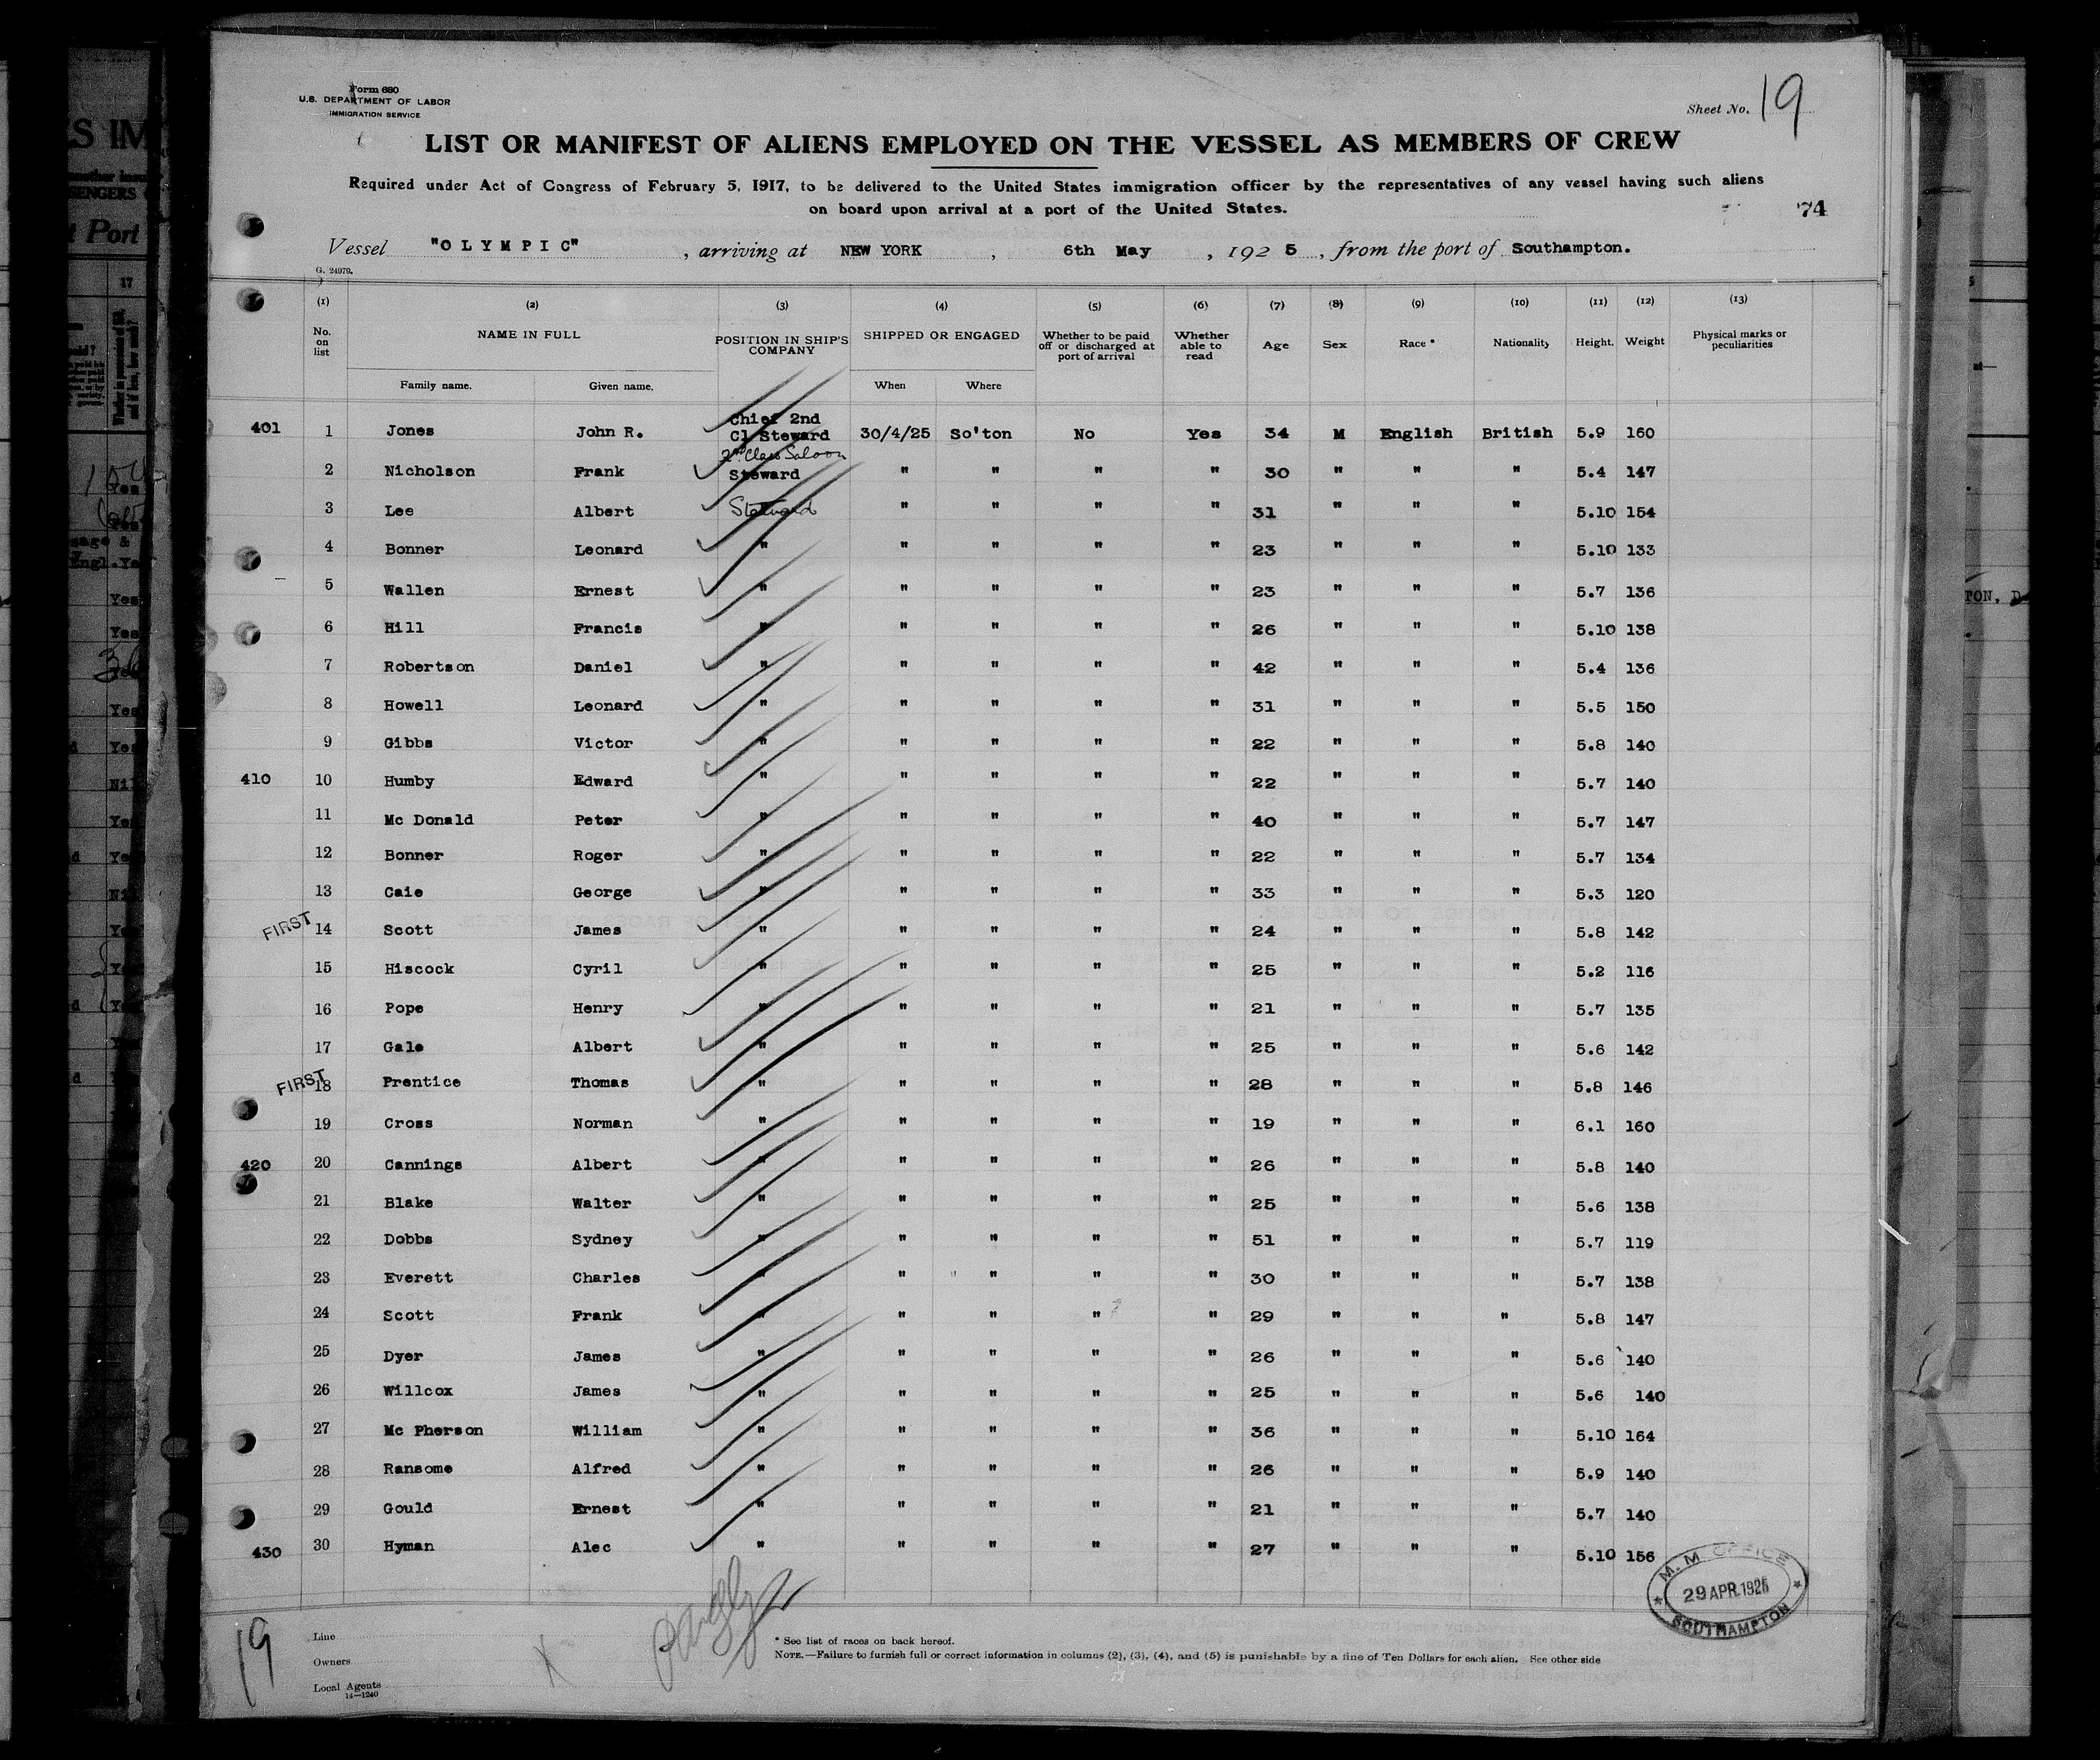 Form 680
U.S. DEPARTMENT OF LABOR
IMMIGRATION SERVICE
Sheet No. 19
LIST OR MANIFEST OF ALIENS EMPLOYED ON THE VESSEL AS MEMBERS OF CREW
Required under Act of Congress of February 5, 1917, to be delivered to the United States immigration officer by the representatives of any vessel having such aliens
on board upon arrival at a port of the United States.
74
Vessel "OLYMPIC", arriving at NEW YORK, 6th May, 1925, from the port of Southampton.
G. 24979.
(1) (2) (3) (4) (5) (6) (7) (8) (9) (10) (11) (12) (13)
No. on list NAME IN FULL POSITION IN SHIP'S COMPANY SHIPPED OR ENGAGED Whether to be paid off or discharged at port of arrival Whether able to read Age Sex Race * Nationality Height. Weight Physical marks or peculiarities
Family name. Given name. When Where
401 1 Jones John R. Chief 2nd Cl Steward 30/4/25 So'ton No Yes 34 M English British 5.9 160
2 Nicholson Frank 2nd Class Saloon Steward " " " " 30 " " " 5.4 147
3 Lee Albert Steward " " " " 31 " " " 5.10 154
4 Bonner Leonard " " " " " 23 " " " 5.10 133
5 Wallen Ernest " " " " " 23 " " " 5.7 136
6 Hill Francis " " " " " 26 " " " 5.10 138
7 Robertson Daniel " " " " " 42 " " " 5.4 136
8 Howell Leonard " " " " " 31 " " " 5.5 150
9 Gibbs Victor " " " " " 22 " " " 5.8 140
410 10 Humby Edward " " " " " 22 " " " 5.7 140
11 Mc Donald Peter " " " " " 40 " " " 5.7 147
12 Bonner Roger " " " " " 22 " " " 5.7 134
13 Caie George " " " " " 33 " " " 5.3 120
FIRST 14 Scott James " " " " " 24 " " " 5.8 142
15 Hiscock Cyril " " " " " 25 " " " 5.2 116
16 Pope Henry " " " " " 21 " " " 5.7 135
17 Gale Albert " " " " " 25 " " " 5.6 142
FIRST 18 Prentice Thomas " " " " " 28 " " " 5.8 146
19 Cross Norman " " " " " 19 " " " 6.1 160
420 20 Cannings Albert " " " " " 26 " " " 5.8 140
21 Blake Walter " " " " " 25 " " " 5.6 138
22 Dobbs Sydney " " " " " 51 " " " 5.7 119
23 Everett Charles " " " " " 30 " " " 5.7 138
24 Scott Frank " " " " " 29 " " " 5.8 147
25 Dyer James " " " " " 26 " " " 5.6 140
26 Willcox James " " " " " 25 " " " 5.6 140
27 Mc Pherson William " " " " " 36 " " " 5.10 164
28 Ransome Alfred " " " " " 26 " " " 5.9 140
29 Gould Ernest " " " " " 21 " " " 5.7 140
430 30 Hyman Alec " " " " " 27 " " " 5.10 156
M. M. OFFICE
29 APR. 1925
SOUTHAMPTON
19
Line
Owners
Local Agents
14—1240
* See list of races on back hereof.
NOTE.—Failure to furnish full or correct information in columns (2), (3), (4), and (5) is punishable by a fine of Ten Dollars for each alien. See other side